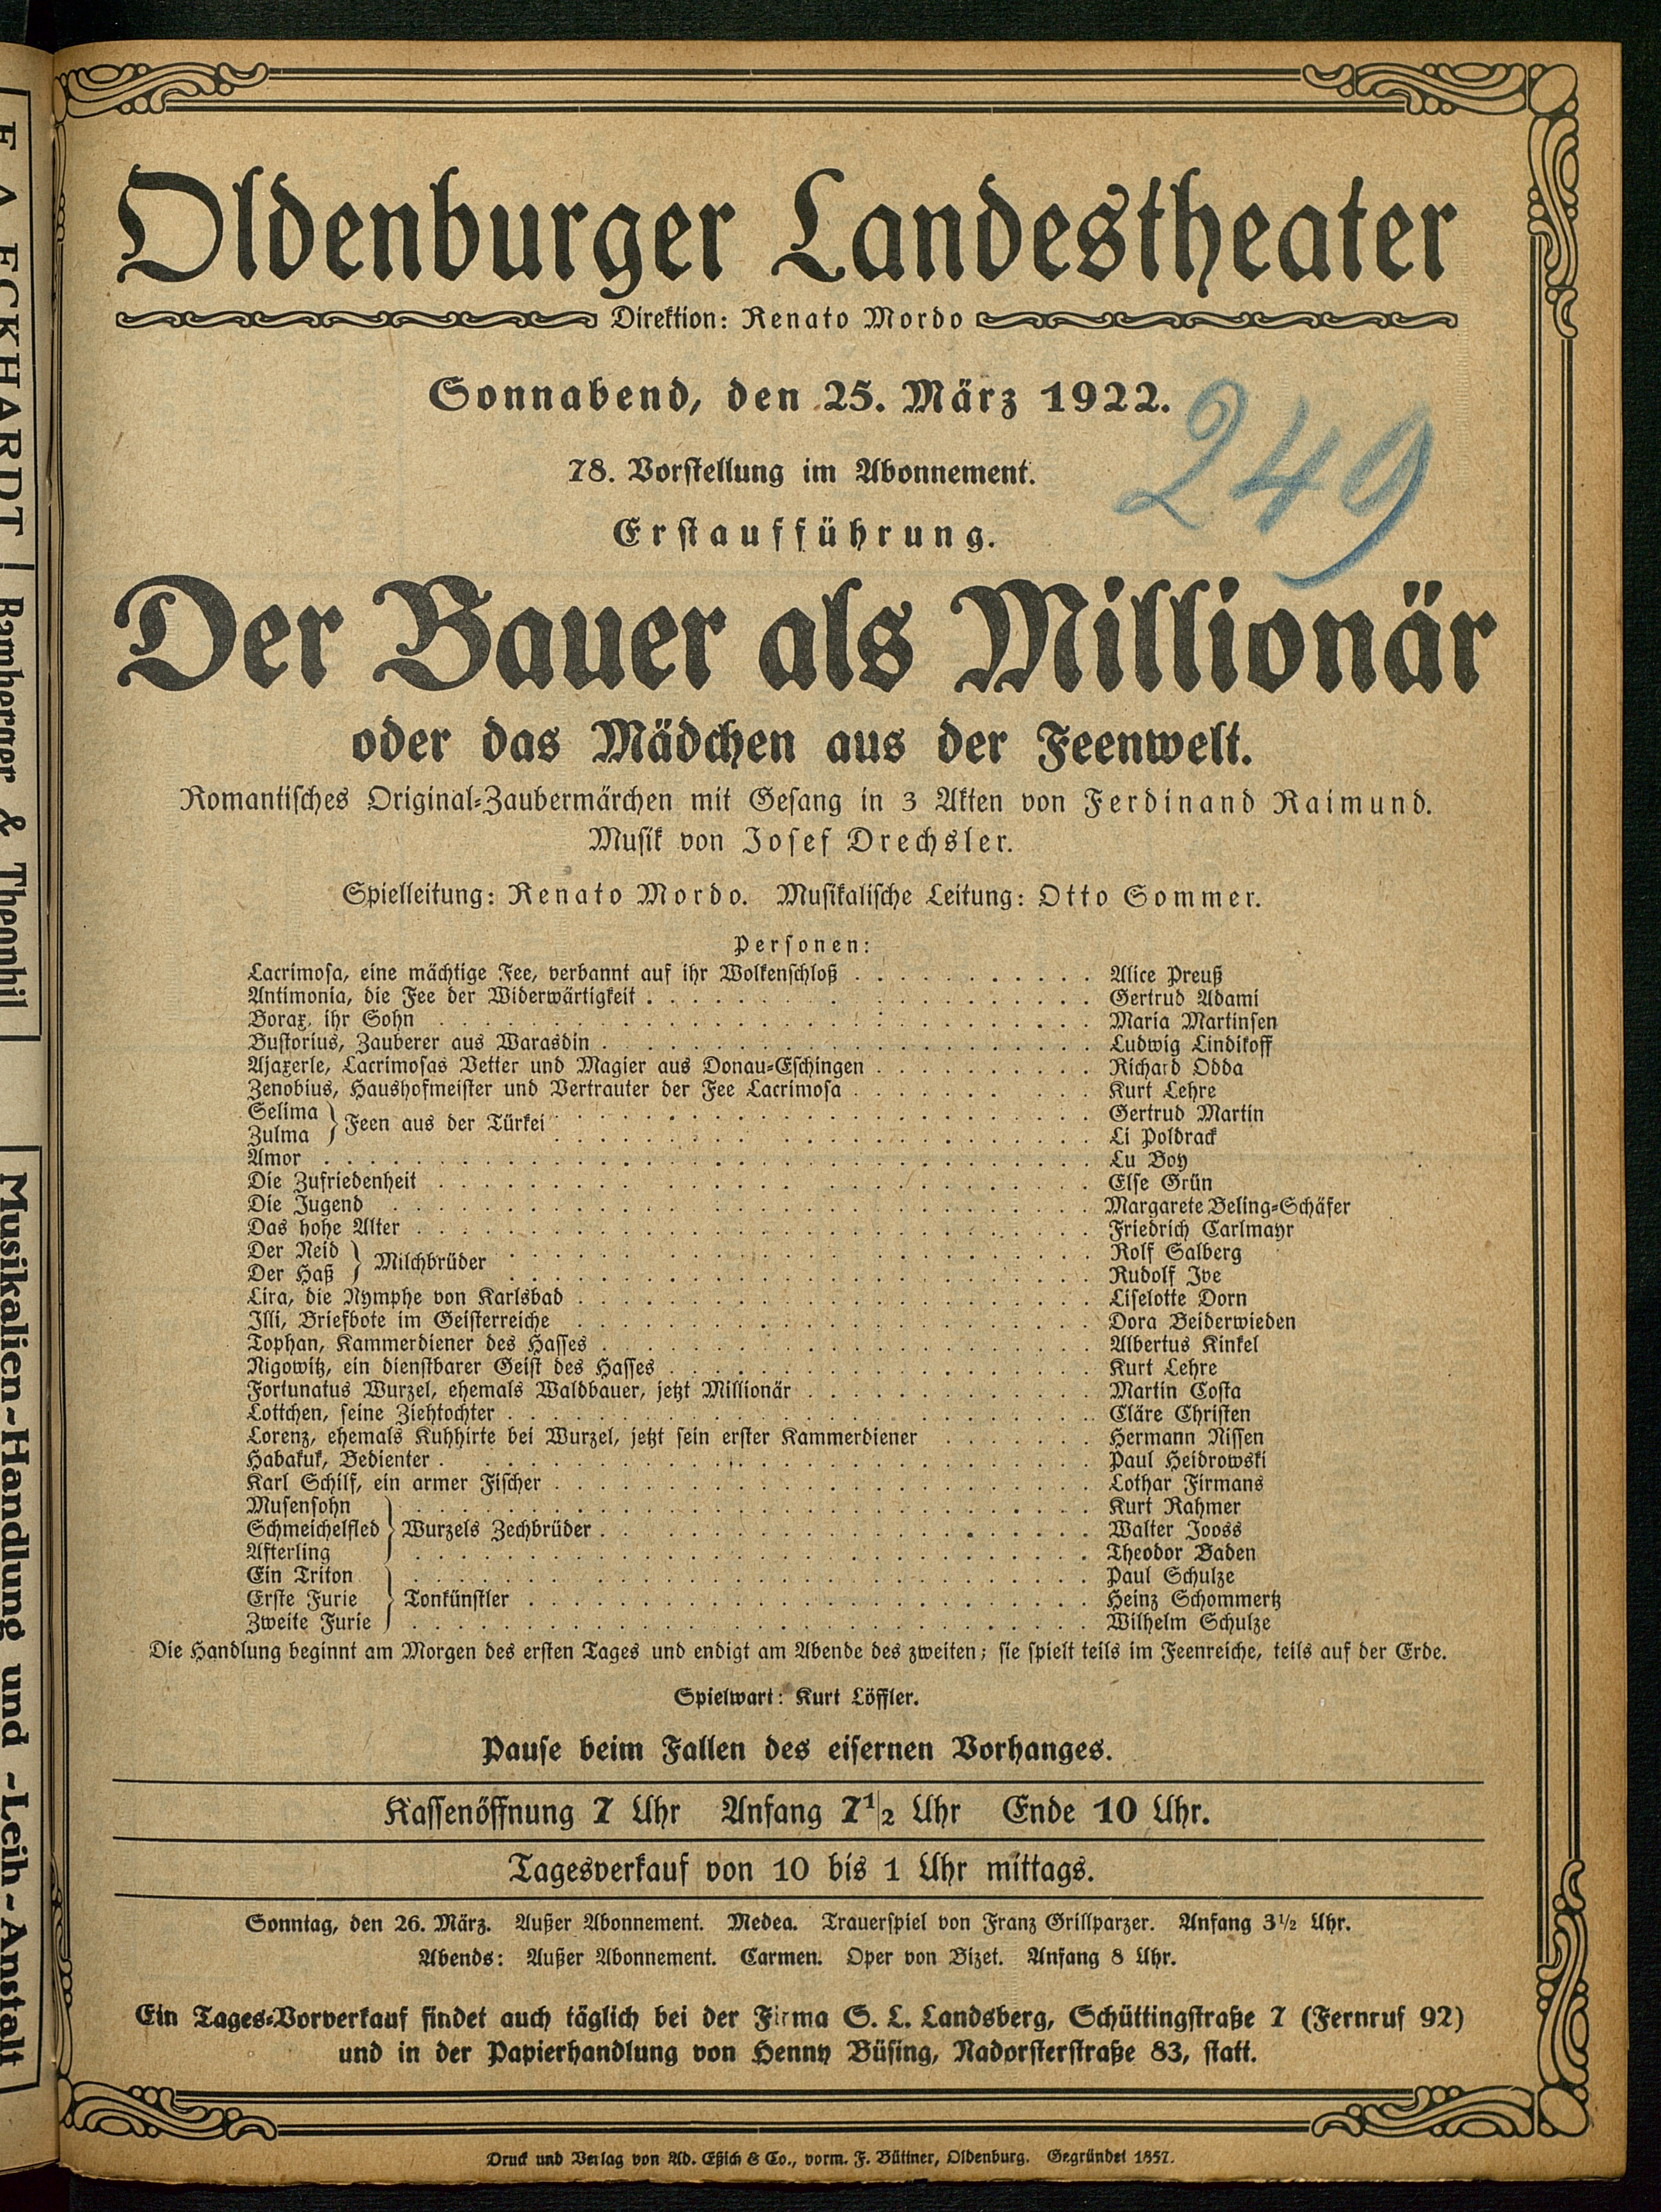 Oldenburger Landestheater
Direktion: Renato Mordo
Sonnabend, den 25. März 1922.
249
78. Vorstellung im Abonnement.
Erstaufführung.
Der Bauer als Millionär
oder das Mädchen aus der Feenwelt.
Romantisches Original-Zaubermärchen mit Gesang in 3 Akten von Ferdinand Raimund.
Musik von Josef Drechsler.
Spielleitung: Renato Mordo. Musikalische Leitung: Otto Sommer.
Personen:
Lacrimosa, eine mächtige Fee, verbannt auf ihr Wolkenschloß . . . Alice Preuß
Antimonia, die Fee der Widerwärtigkeit . . . Gertrud Adami
Borax, ihr Sohn . . . Maria Martinsen
Bustorius, Zauberer aus Warasdin . . . Ludwig Lindikoff
Ajaxerle, Lacrimosas Vetter und Magier aus Donau-Eschingen . . . Richard Odda
Zenobius, Haushofmeister und Vertrauter der Fee Lacrimosa . . . Kurt Lehre
Selima } Feen aus der Türkei . . . Gertrud Martin
Zulma . . . Li Poldrack
Amor . . . Lu Boy
Die Zufriedenheit . . . Else Grün
Die Jugend . . . Margarete Beling-Schäfer
Das hohe Alter . . . Friedrich Carlmayr
Der Neid } Milchbrüder . . . Rolf Salberg
Der Haß . . . Rudolf Ive
Lira, die Nymphe von Karlsbad . . . Liselotte Dorn
Illi, Briefbote im Geisterreiche . . . Dora Beiderwieden
Tophan, Kammerdiener des Hasses . . . Albertus Kinkel
Nigowitz, ein dienstbarer Geist des Hasses . . . Kurt Lehre
Fortunatus Wurzel, ehemals Waldbauer, jetzt Millionär . . . Martin Costa
Lottchen, seine Ziehtochter . . . Cläre Christen
Lorenz, ehemals Kuhhirte bei Wurzel, jetzt sein erster Kammerdiener . . . Hermann Nissen
Habakuk, Bedienter . . . Paul Heidrowski
Karl Schilf, ein armer Fischer . . . Lothar Firmans
Musensohn . . . Kurt Rahmer
Schmeichelfled } Wurzels Zechbrüder . . . Walter Jooss
Afterling . . . Theodor Baden
Ein Triton . . . Paul Schulze
Erste Furie } Tonkünstler . . . Heinz Schommertz
Zweite Furie . . . Wilhelm Schulze
Die Handlung beginnt am Morgen des ersten Tages und endigt am Abende des zweiten; sie spielt teils im Feenreiche, teils auf der Erde.
Spielwart: Kurt Löffler.
Pause beim Fallen des eisernen Vorhanges.
Kassenöffnung 7 Uhr Anfang 7 1/2 Uhr Ende 10 Uhr.
Tagesverkauf von 10 bis 1 Uhr mittags.
Sonntag, den 26. März. Außer Abonnement. Medea. Trauerspiel von Franz Grillparzer. Anfang 3 1/2 Uhr.
Abends: Außer Abonnement. Carmen. Oper von Bizet. Anfang 8 Uhr.
Ein Tages-Vorverkauf findet auch täglich bei der Firma S. L. Landsberg, Schüttingstraße 7 (Fernruf 92)
und in der Papierhandlung von Henny Büsing, Nadorsterstraße 83, statt.
Druck und Verlag von Ad. Eßich & Co., vorm. F. Büttner, Oldenburg. Gegründet 1857.
ECKHARDT
Bamberger & Theophil
Musikalien-Handlung und -Leih-Anstalt